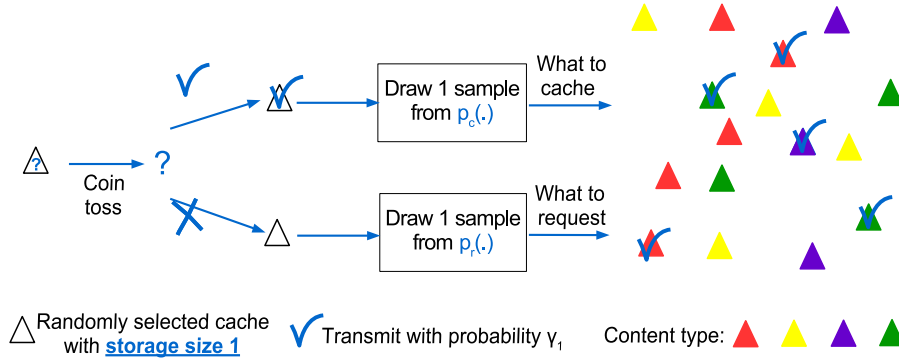 ?
Coin
toss
?
Draw 1 sample
from p_c(.)
What to
cache
Draw 1 sample
from p_r(.)
What to
request
Randomly selected cache
with storage size 1
Transmit with probability γ_1
Content type: